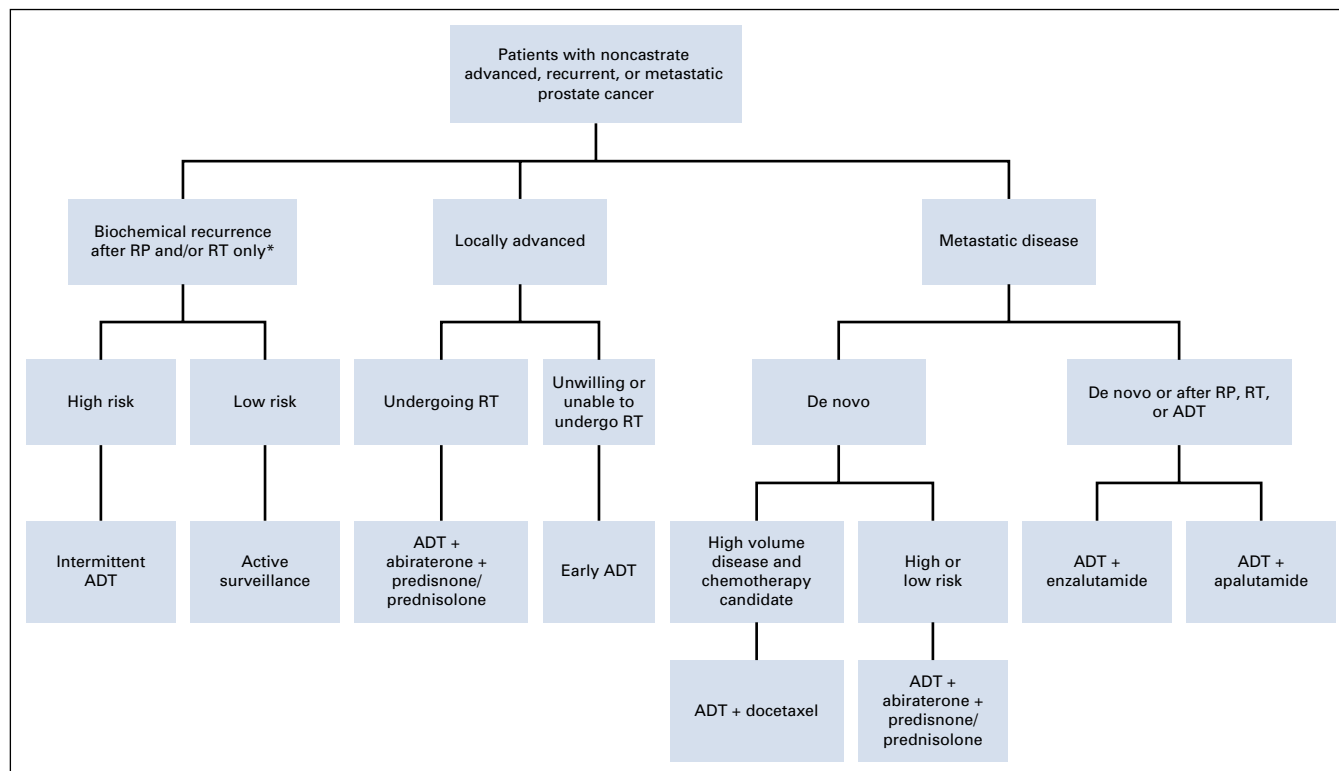 Patients with noncastrate
advanced, recurrent, or metastatic
prostate cancer
Biochemical recurrence
after RP and/or RT only*
Locally advanced
Metastatic disease
High risk
Low risk
Undergoing RT
Unwilling or
unable to
undergo RT
De novo
De novo or after RP, RT,
or ADT
Intermittent
ADT
Active
surveillance
ADT +
abiraterone +
predisnone/
prednisolone
Early ADT
High volume
disease and
chemotherapy
candidate
High or
low risk
ADT +
enzalutamide
ADT +
apalutamide
ADT + docetaxel
ADT +
abiraterone +
predisnone/
prednisolone